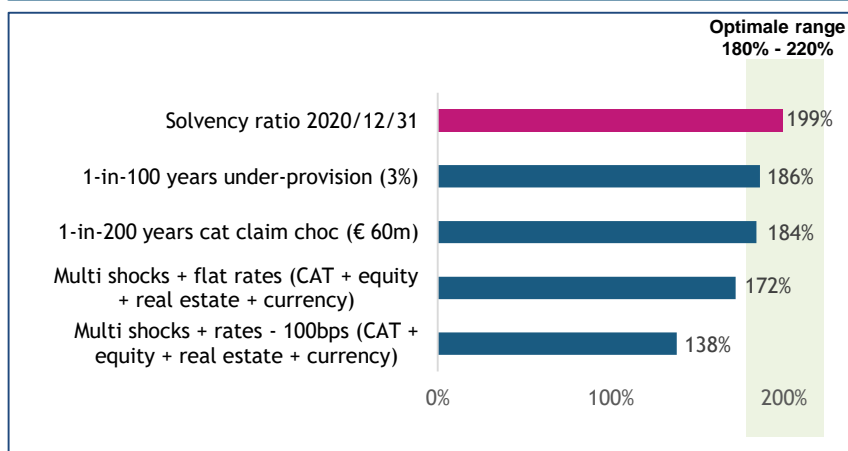 Optimale range
180% - 220%
Solvency ratio 2020/12/31
199%
1-in-100 years under-provision (3%)
186%
1-in-200 years cat claim choc (€ 60m)
184%
Multi shocks + flat rates (CAT + equity
+ real estate + currency)
172%
Multi shocks + rates - 100bps (CAT +
equity + real estate + currency)
138%
0%
100%
200%